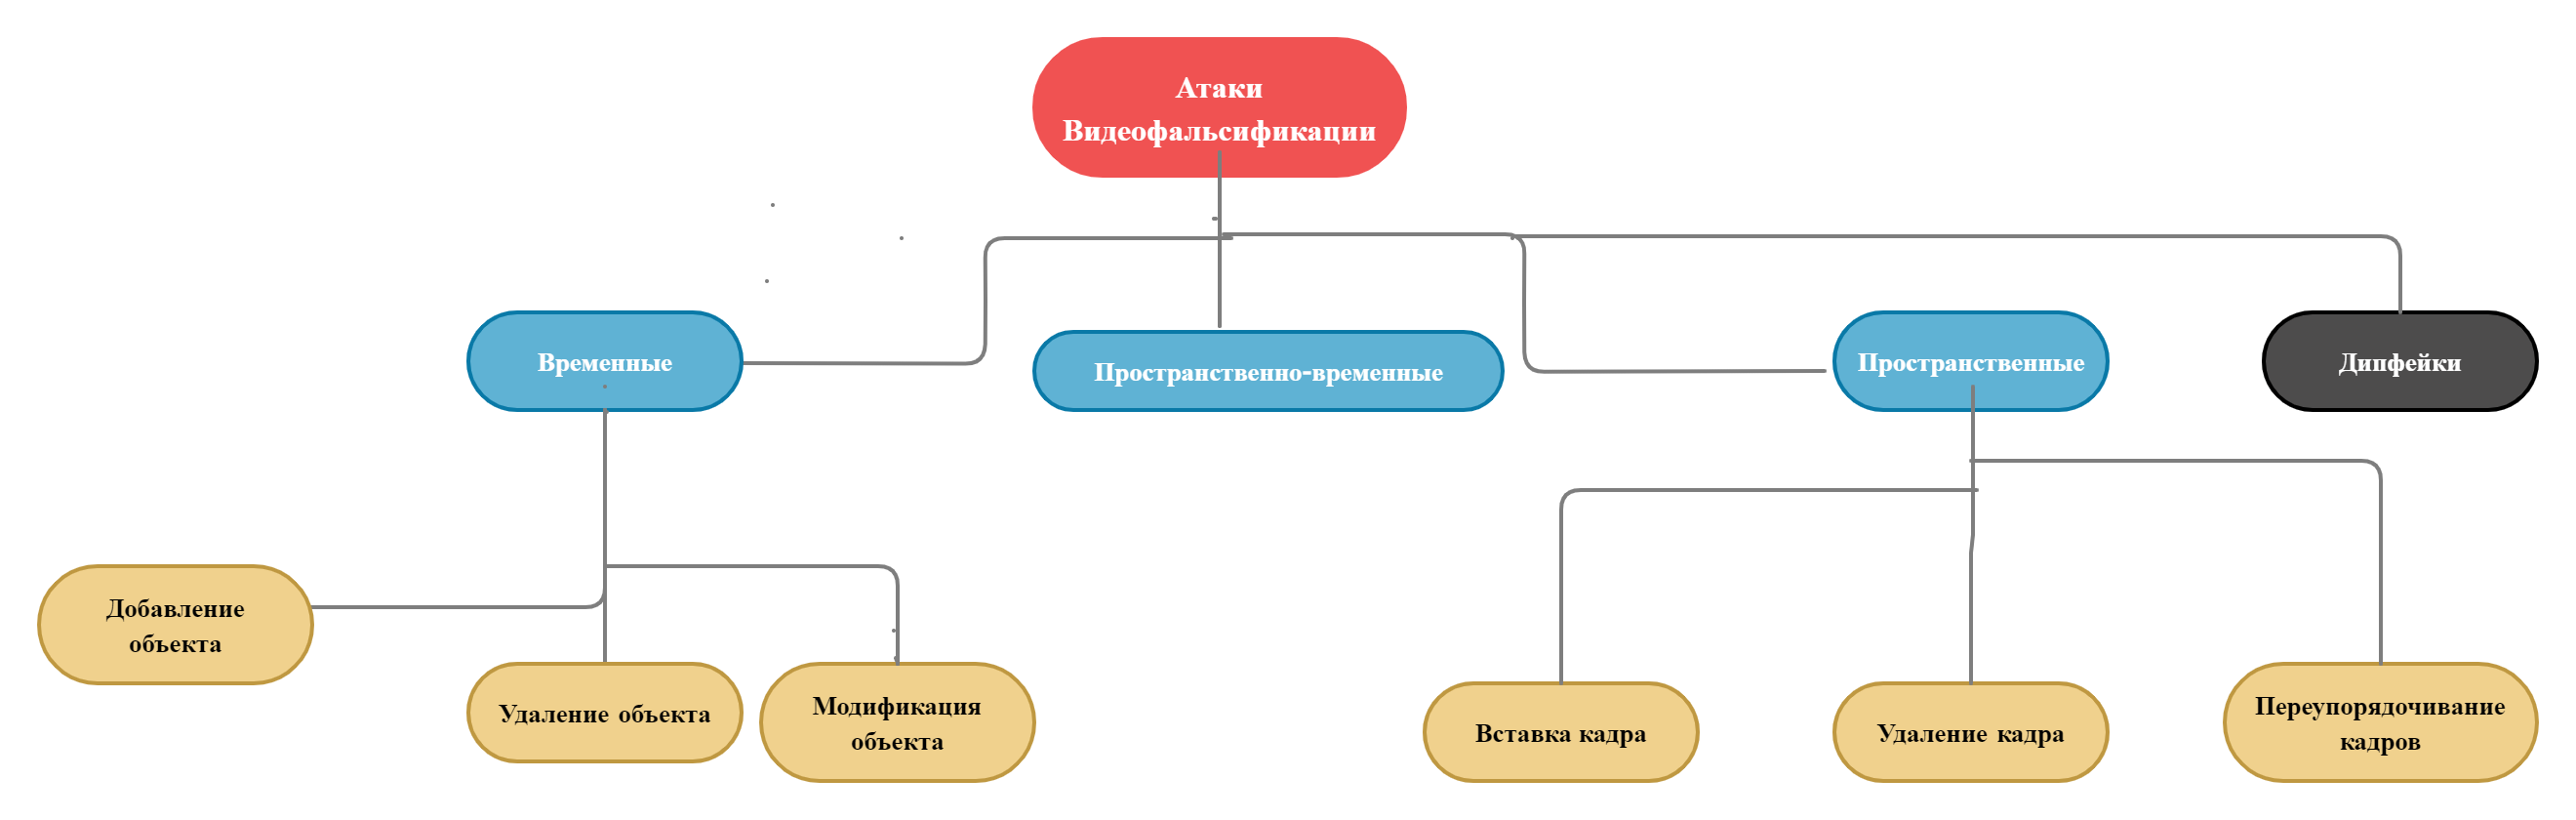 Атаки
Видеофальсификации
Временные
Пространственно-временные
Пространственные
Дипфейки
Добавление
объекта
Удаление объекта
Модификация
объекта
Вставка кадра
Удаление кадра
Переупорядочивание
кадров